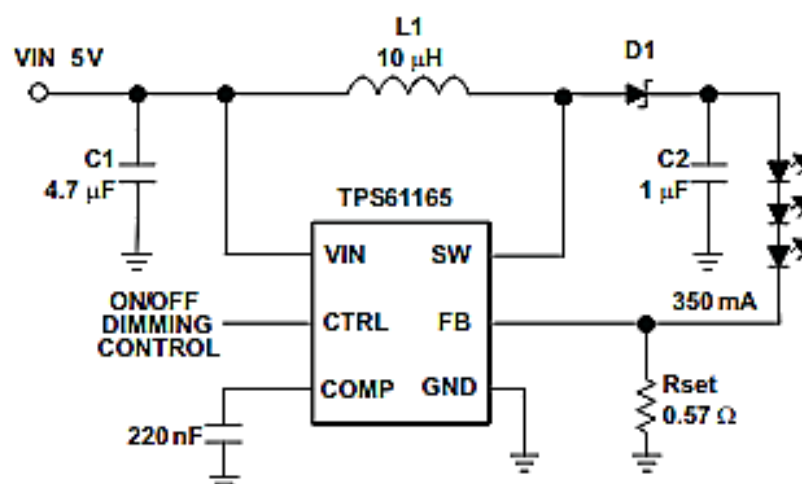 L1
10 µH
D1
VIN 5V
C1
4.7 µF
C2
1 µF
TPS61165
VIN
SW
ON/OFF
DIMMING
CONTROL
CTRL
FB
350 mA
COMP
GND
220 nF
Rset
0.57 Ω